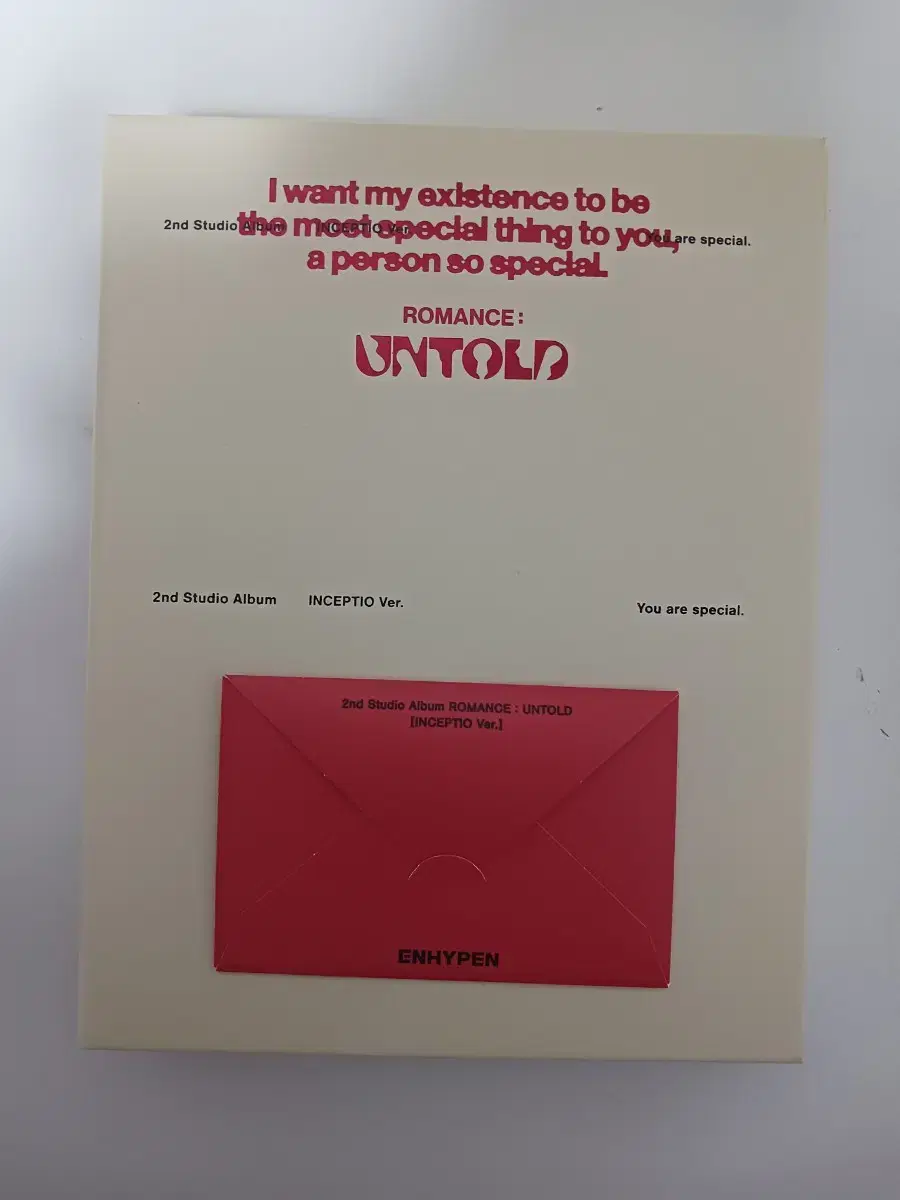 I want my existence to be
the most special thing to you,
2nd Studio Album INCEPTIO Ver. You are special.
a person so special.
ROMANCE:
UNTOLD
2nd Studio Album INCEPTIO Ver. You are special.
2nd Studio Album ROMANCE : UNTOLD
[INCEPTIO Ver.]
ENHYPEN